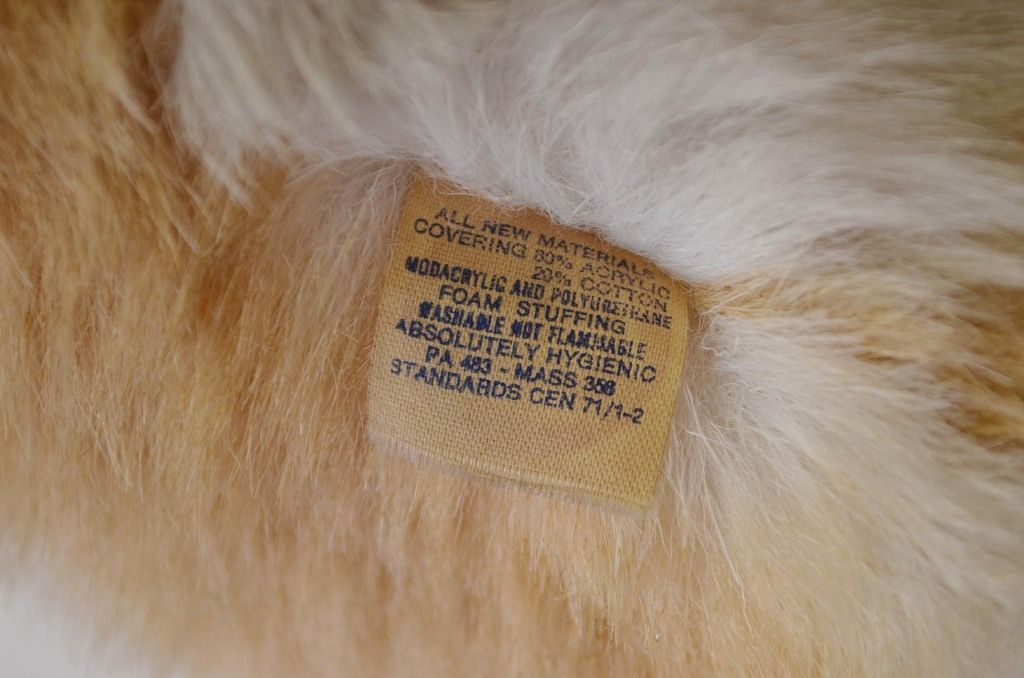 ALL NEW MATERIALS
COVERING 80% ACRYLIC
20% COTTON
MODACRYLIC AND POLYURETHANE
FOAM STUFFING
WASHABLE NOT FLAMMABLE
ABSOLUTELY HYGIENIC
PA 483 - MASS 356
STANDARDS CEN 71/1-2